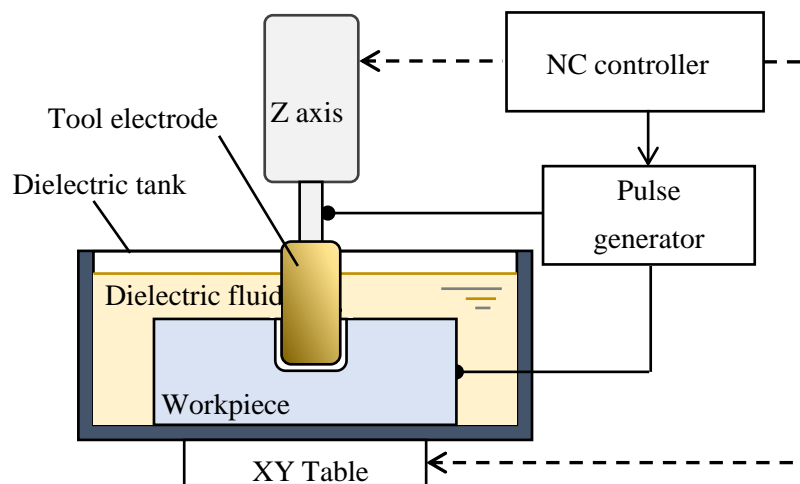 NC controller
Z axis
Tool electrode
Dielectric tank
Pulse
generator
Dielectric fluid
Workpiece
XY Table